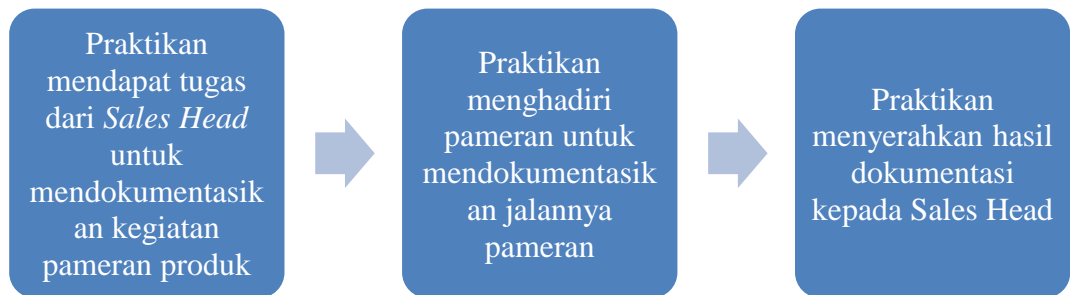 Praktikan
mendapat tugas
dari Sales Head
untuk
mendokumentasik
an kegiatan
pameran produk
Praktikan
menghadiri
pameran untuk
mendokumentasik
an jalannya
pameran
Praktikan
menyerahkan hasil
dokumentasi
kepada Sales Head